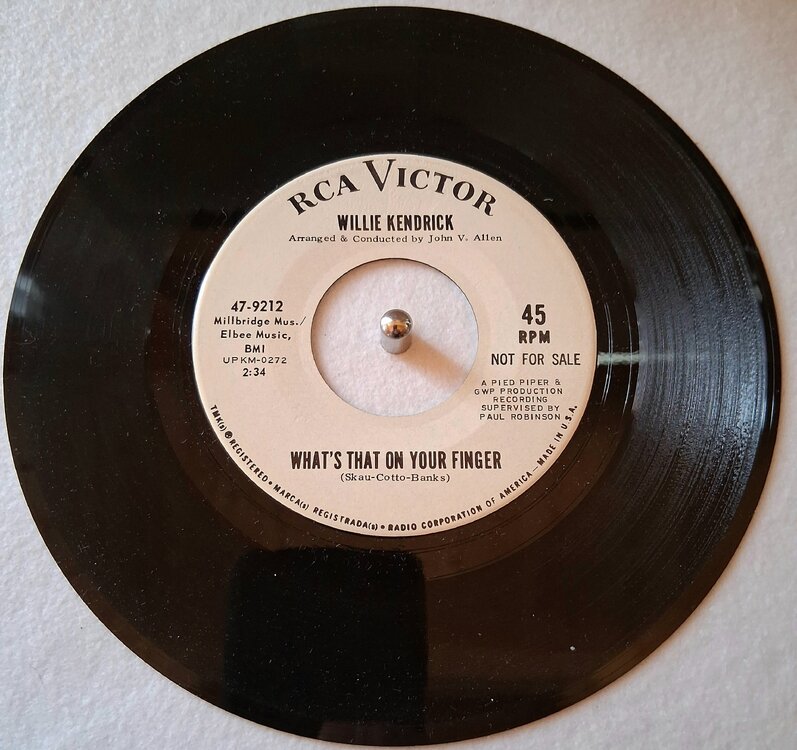 RCA VICTOR
WILLIE KENDRICK
Arranged & Conducted by John V. Allen
47-9212
Millbridge Mus./
Elbee Music,
BMI
UPKM-0272
2:34
45
RPM
NOT FOR SALE
A PIED PIPER &
GWP PRODUCTION
RECORDING
SUPERVISED BY
PAUL ROBINSON
WHAT'S THAT ON YOUR FINGER
(Skau-Cotto-Banks)
TMK(s) ® REGISTERED • MARCA(s) REGISTRADA(s) • RADIO CORPORATION OF AMERICA—MADE IN U.S.A.